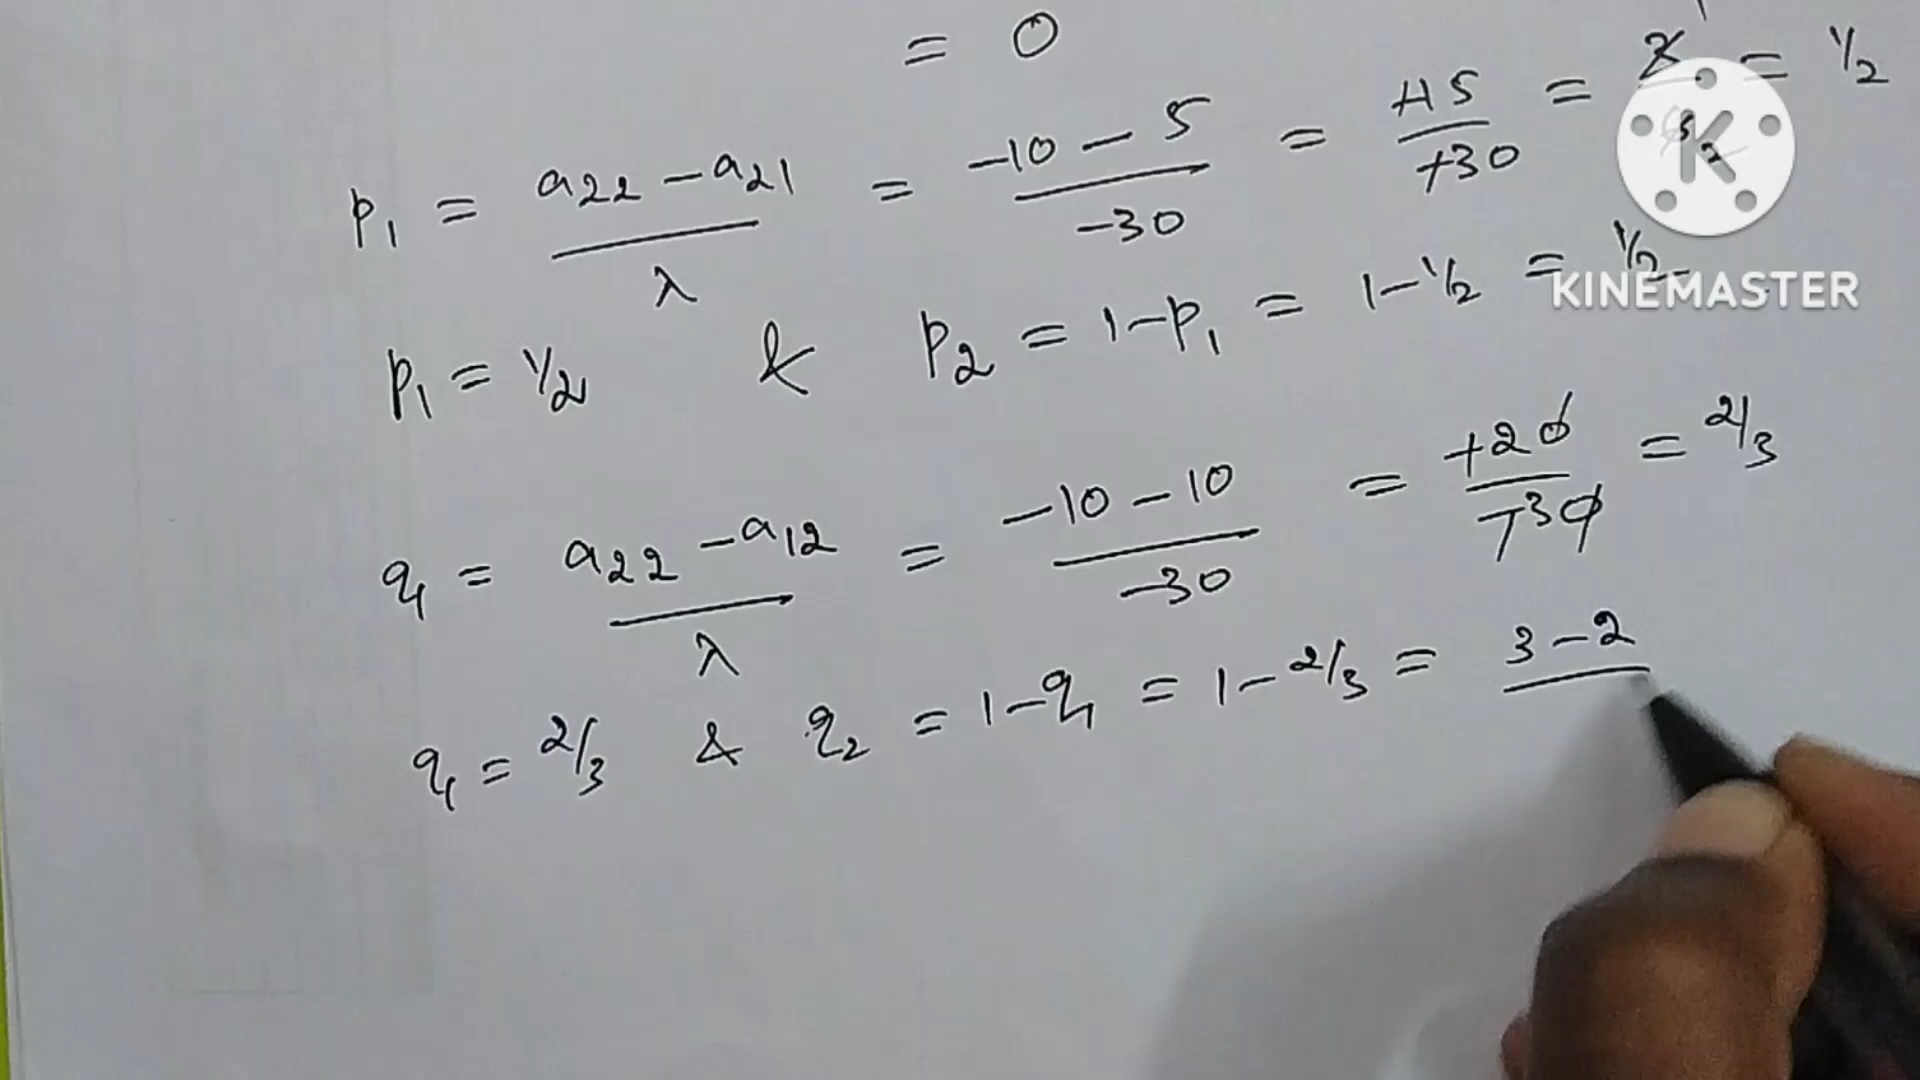 = 0
p1 = a22 - a21 / λ = -10 - 5 / -30 = +15 / +30 = = 1/2
p1 = 1/2 & p2 = 1 - p1 = 1 - 1/2 = 1/2
q1 = a22 - a12 / λ = -10 - 10 / -30 = +20 / +30 = 2/3
q1 = 2/3 & q2 = 1 - q1 = 1 - 2/3 = 3 - 2
K
KINEMASTER